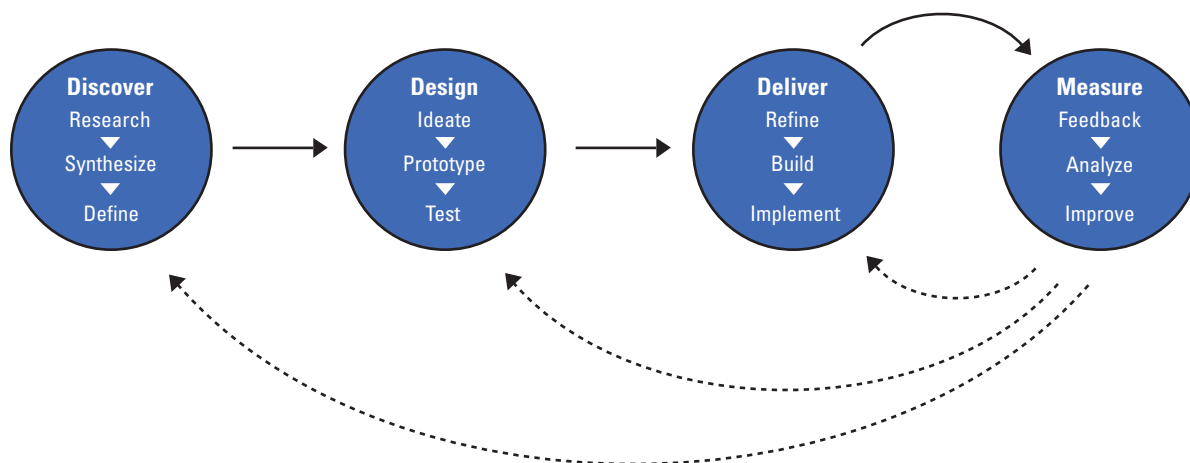 Discover
Research
Synthesize
Define
Design
Ideate
Prototype
Test
Deliver
Refine
Build
Implement
Measure
Feedback
Analyze
Improve